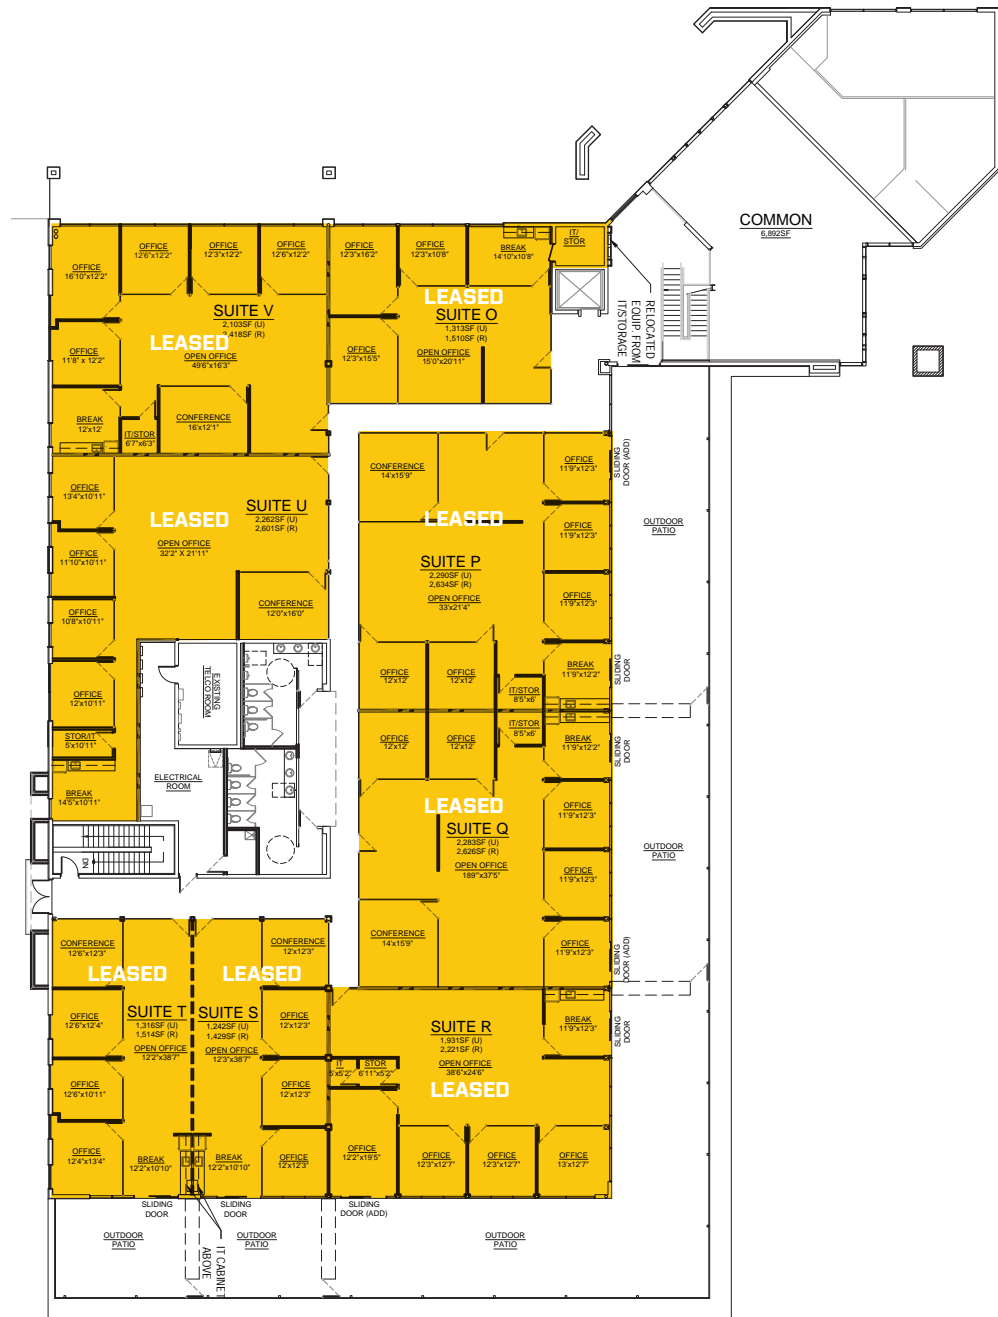 COMMON
6,892SF
RELOCATED
EQUIP. FROM
IT/STORAGE
OFFICE
16'10"x12'2"
OFFICE
12'6"x12'2"
OFFICE
12'3"x12'2"
OFFICE
12'6"x12'2"
SUITE V
2,103SF (U)
2,418SF (R)
LEASED
OPEN OFFICE
49'6"x16'3"
OFFICE
11'8" x 12'2"
BREAK
12'x12'
IT/STOR
6'7"x6'3"
CONFERENCE
16'x12'1"
OFFICE
12'3"x16'2"
OFFICE
12'3"x10'8"
BREAK
14'10"x10'8"
IT/
STOR
LEASED
SUITE O
1,313SF (U)
1,510SF (R)
OPEN OFFICE
15'0"x20'11"
OFFICE
12'3"x15'5"
OFFICE
13'4"x10'11"
SUITE U
2,262SF (U)
2,601SF (R)
LEASED
OPEN OFFICE
32'2" X 21'11"
OFFICE
11'10"x10'11"
OFFICE
10'8"x10'11"
CONFERENCE
12'0"x16'0"
OFFICE
12'x10'11"
STOR/IT
5'x10'11"
BREAK
14'5"x10'11"
EXISTING
TELCO ROOM
ELECTRICAL
ROOM
DN
CONFERENCE
14'x15'9"
OFFICE
11'9"x12'3"
SLIDING
DOOR (ADD)
LEASED
OFFICE
11'9"x12'3"
OUTDOOR
PATIO
SUITE P
2,290SF (U)
2,634SF (R)
OPEN OFFICE
33'x21'4"
OFFICE
11'9"x12'3"
OFFICE
12'x12'
OFFICE
12'x12'
IT/STOR
8'5"x6'
BREAK
11'9"x12'2"
SLIDING
DOOR
OFFICE
12'x12'
OFFICE
12'x12'
IT/STOR
8'5"x6'
BREAK
11'9"x12'2"
SLIDING
DOOR
LEASED
SUITE Q
2,283SF (U)
2,626SF (R)
OPEN OFFICE
189"x37'5"
OFFICE
11'9"x12'3"
OFFICE
11'9"x12'3"
OUTDOOR
PATIO
CONFERENCE
14'x15'9"
OFFICE
11'9"x12'3"
SLIDING
DOOR (ADD)
CONFERENCE
12'6"x12'3"
LEASED
SUITE T
1,316SF (U)
1,514SF (R)
OPEN OFFICE
12'2"x38'7"
OFFICE
12'6"x12'4"
OFFICE
12'6"x10'11"
OFFICE
12'4"x13'4"
BREAK
12'2"x10'10"
CONFERENCE
12'x12'3"
LEASED
SUITE S
1,242SF (U)
1,429SF (R)
OPEN OFFICE
12'3"x38'7"
OFFICE
12'x12'3"
OFFICE
12'x12'3"
OFFICE
12'x12'3"
BREAK
12'2"x10'10"
SUITE R
1,931SF (U)
2,221SF (R)
OPEN OFFICE
38'6"x24'6"
LEASED
BREAK
11'9"x12'3"
SLIDING
DOOR
IT
5'x5'2"
STOR
6'11"x5'2"
OFFICE
12'2"x19'5"
OFFICE
12'3"x12'7"
OFFICE
12'3"x12'7"
OFFICE
13'x12'7"
SLIDING
DOOR
SLIDING
DOOR
SLIDING
DOOR (ADD)
OUTDOOR
PATIO
IT CABINET
ABOVE
OUTDOOR
PATIO
OUTDOOR
PATIO